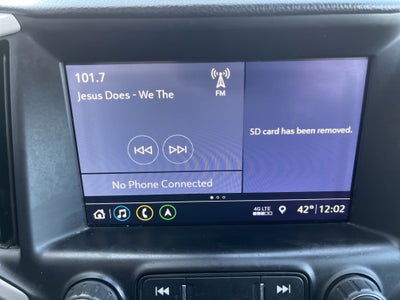 101.7
FM
Jesus Does - We The
SD card has been removed.
No Phone Connected
4G LTE
42° 12:02